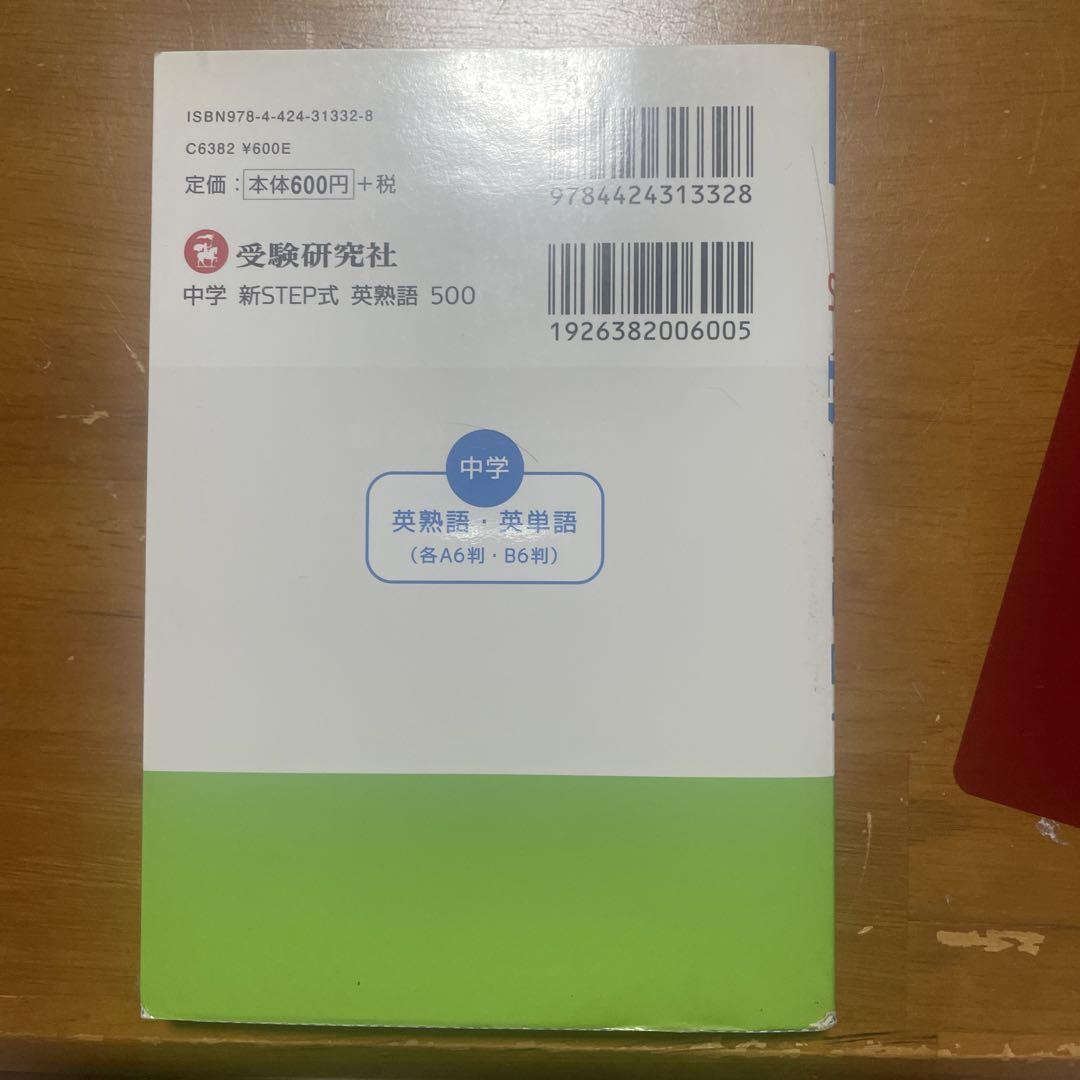 ISBN978-4-424-31332-8
C6382 ¥600E
定価：本体600円＋税
受験研究社
中学 新STEP式 英熟語 500
9784424313328
1926382006005
中学
英熟語・英単語
（各A6判・B6判）